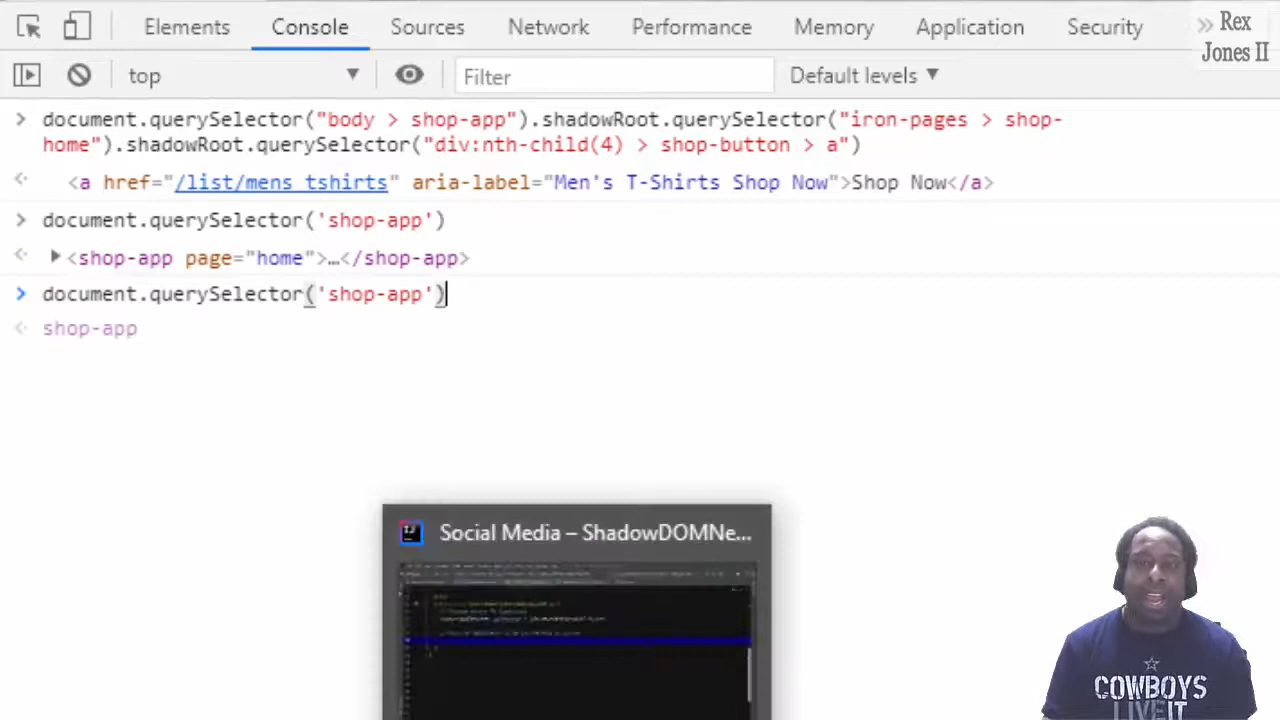 Elements Console Sources Network Performance Memory Application Security » Rex
Jones II
top ▼ Filter Default levels ▼
> document.querySelector("body > shop-app").shadowRoot.querySelector("iron-pages > shop-
home").shadowRoot.querySelector("div:nth-child(4) > shop-button > a")
<a href="/list/mens_tshirts" aria-label="Men's T-Shirts Shop Now">Shop Now</a>
> document.querySelector('shop-app')
▶<shop-app page="home">…</shop-app>
> document.querySelector('shop-app')
shop-app
Social Media – ShadowDOMNe...
COWBOYS
LIVE IT